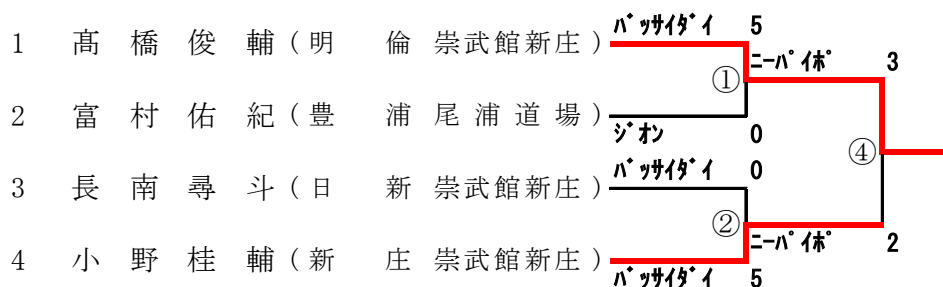 バッサイダイ 5
1 髙橋俊輔(明 倫 崇武館新庄)
ニーパイポ 3
①
2 富村佑紀(豊 浦 尾浦道場)
ジオン 0
④
バッサイダイ 0
3 長南尋斗(日 新 崇武館新庄)
②
ニーパイポ 2
4 小野桂輔(新 庄 崇武館新庄)
バッサイダイ 5